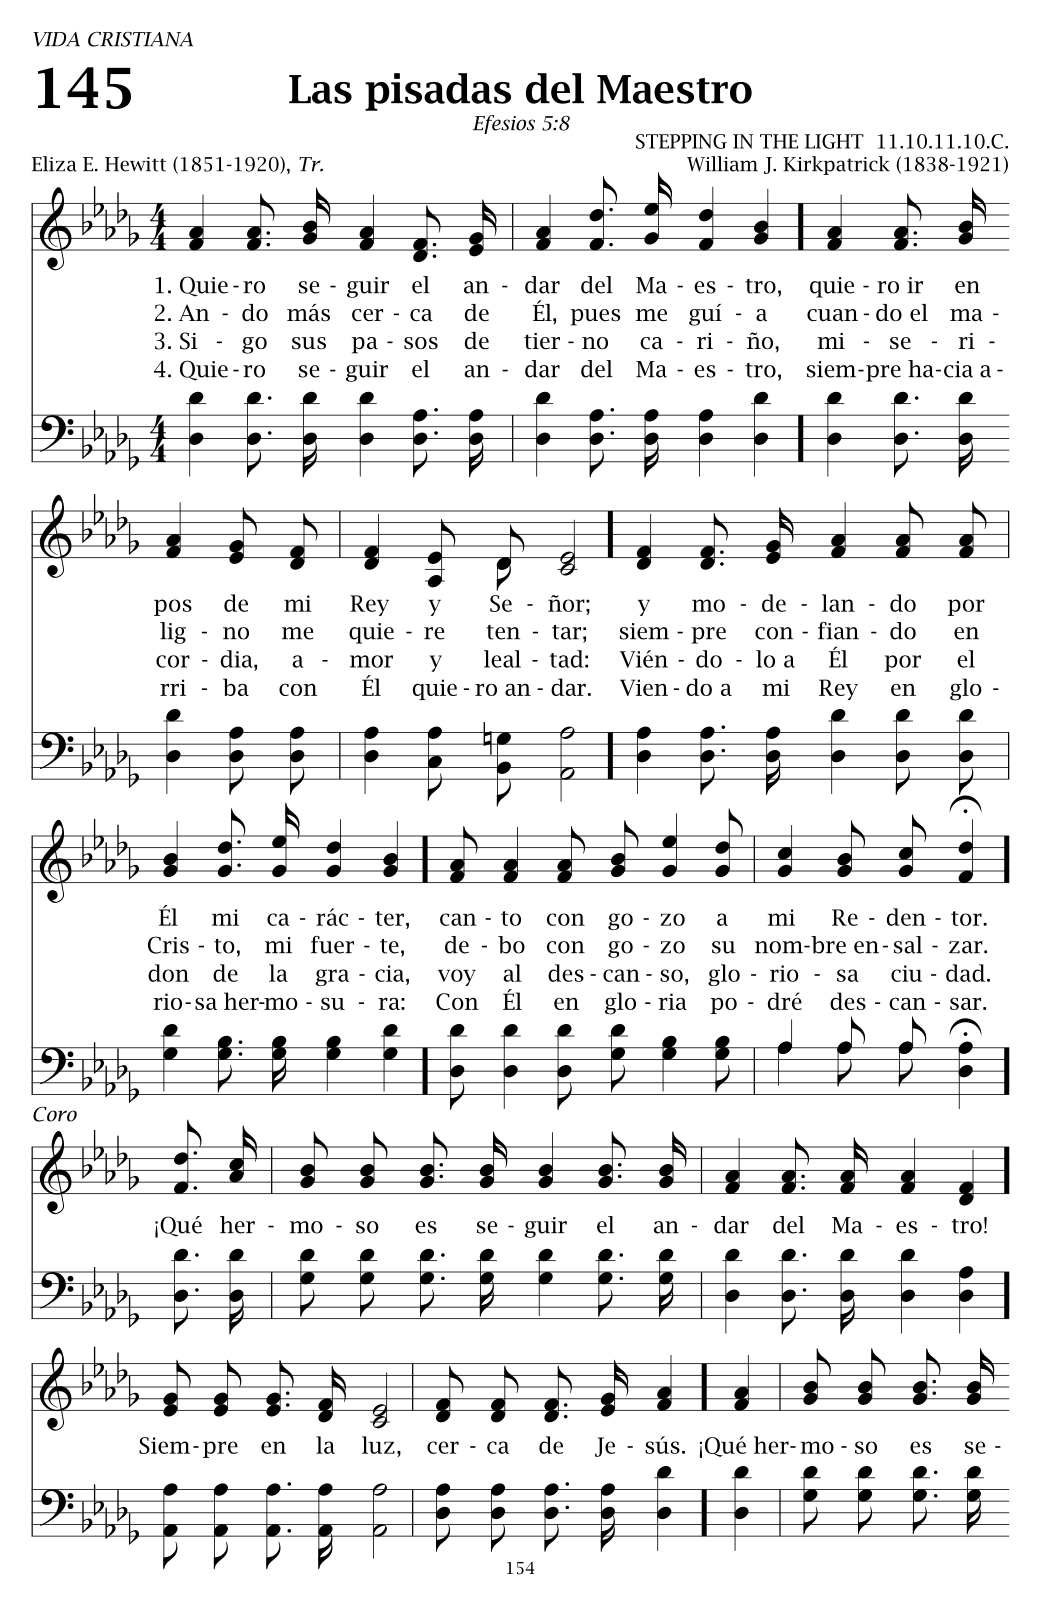 VIDA CRISTIANA
145 Las pisadas del Maestro
Efesios 5:8
STEPPING IN THE LIGHT 11.10.11.10.C.
Eliza E. Hewitt (1851-1920), Tr. William J. Kirkpatrick (1838-1921)
1. Quie - ro se - guir el an - dar del Ma - es - tro, quie - ro ir en
2. An - do más cer - ca de Él, pues me guí - a cuan - do el ma -
3. Si - go sus pa - sos de tier - no ca - ri - ño, mi - se - ri -
4. Quie - ro se - guir el an - dar del Ma - es - tro, siem - pre ha - cia a -
pos de mi Rey y Se - ñor; y mo - de - lan - do por
lig - no me quie - re ten - tar; siem - pre con - fian - do en
cor - dia, a - mor y leal - tad: Vién - do - lo a Él por el
rri - ba con Él quie - ro an - dar. Vien - do a mi Rey en glo -
Él mi ca - rác - ter, can - to con go - zo a mi Re - den - tor.
Cris - to, mi fuer - te, de - bo con go - zo su nom - bre en - sal - zar.
don de la gra - cia, voy al des - can - so, glo - rio - sa ciu - dad.
rio - sa her - mo - su - ra: Con Él en glo - ria po - dré des - can - sar.
Coro
¡Qué her - mo - so es se - guir el an - dar del Ma - es - tro!
Siem - pre en la luz, cer - ca de Je - sús. ¡Qué her - mo - so es se -
154